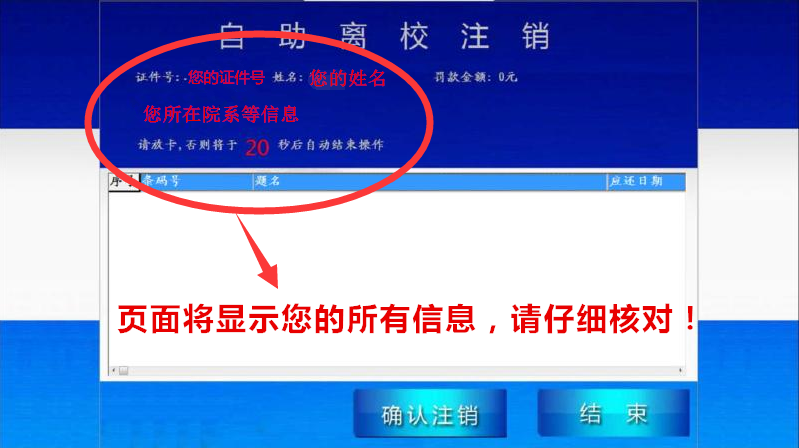 自助离校注销
证件号:.您的证件号 姓名:您的姓名 罚款金额:0元
您所在院系等信息
请放卡,否则将于 20 秒后自动结束操作
序号 条码号 题名 应还日期
页面将显示您的所有信息，请仔细核对！
确认注销 结束